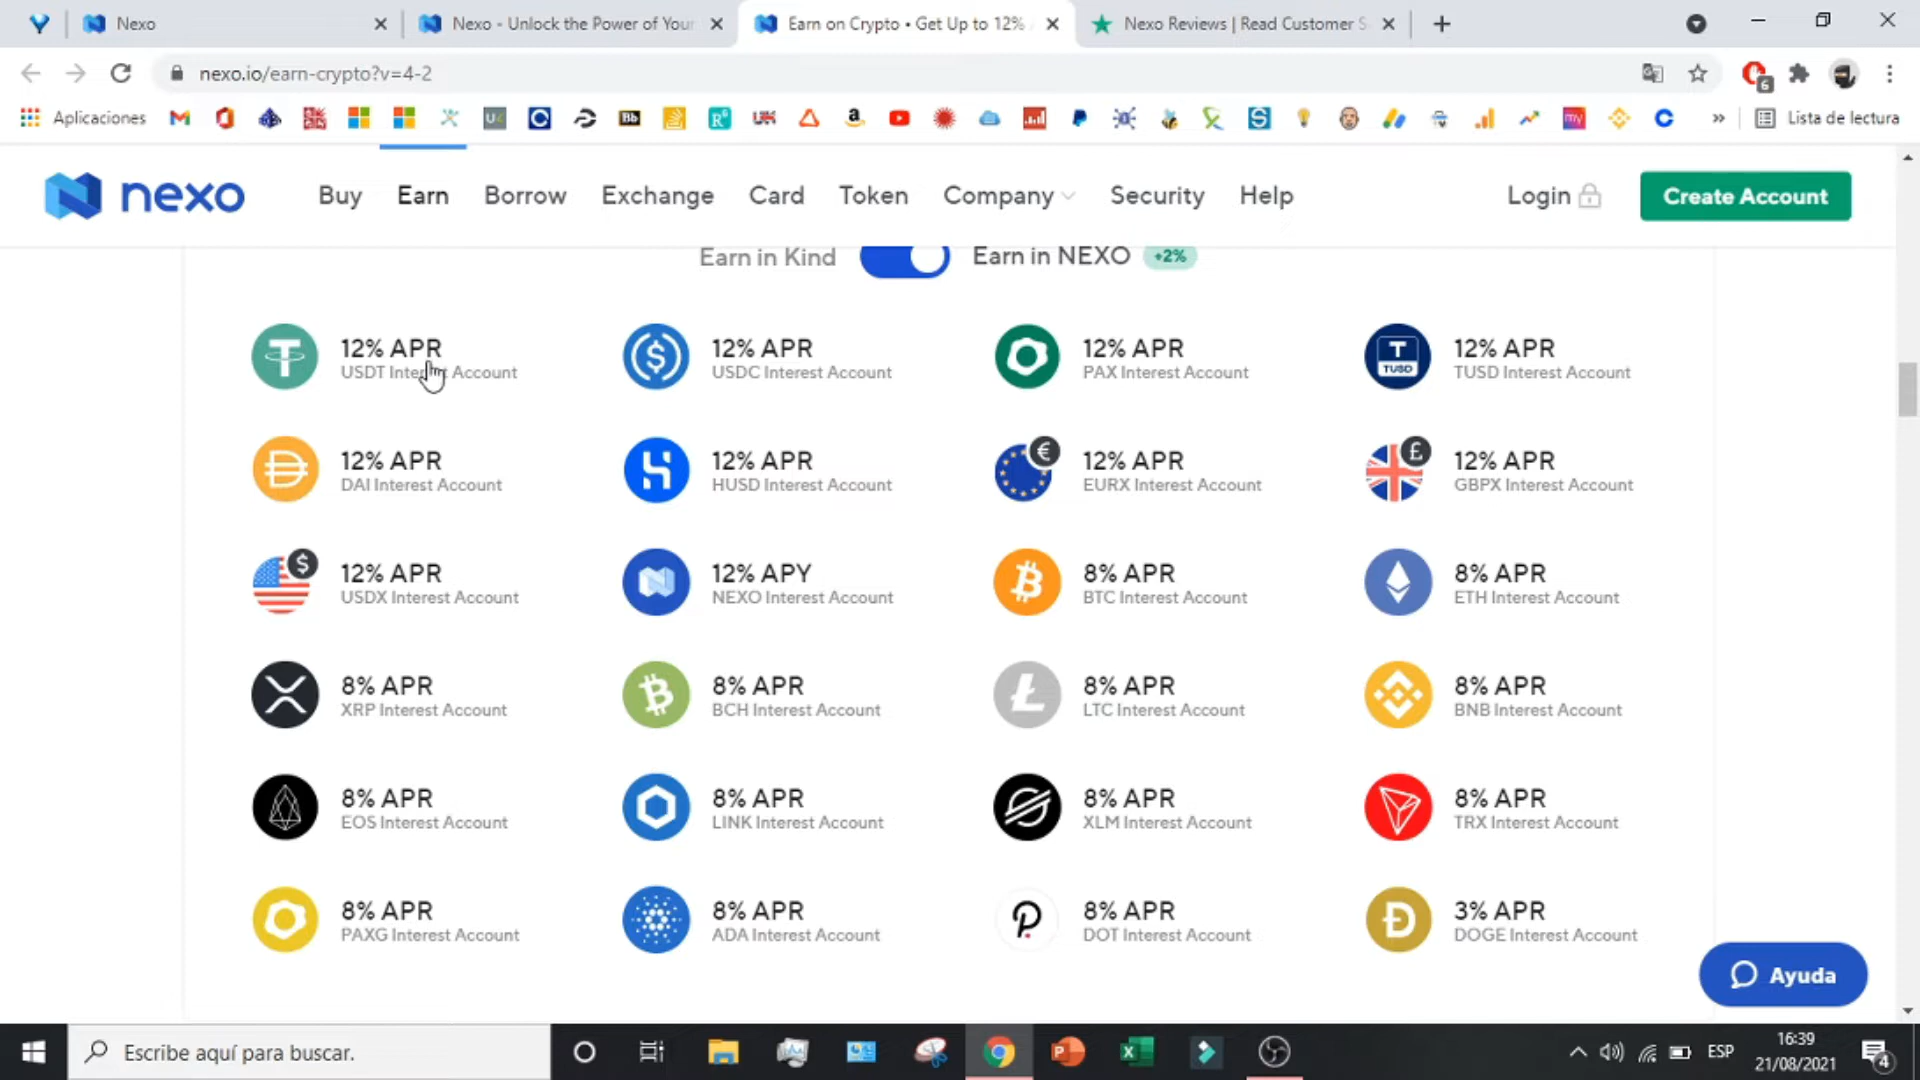 Nexo
Nexo - Unlock the Power of Your
Earn on Crypto • Get Up to 12%
Nexo Reviews | Read Customer S
nexo.io/earn-crypto?v=4-2
6
Aplicaciones
Bb
my
»
Lista de lectura
nexo
Buy
Earn
Borrow
Exchange
Card
Token
Company
Security
Help
Login
Create Account
Earn in Kind
Earn in NEXO
+2%
12% APR
USDT Interest Account
12% APR
USDC Interest Account
12% APR
PAX Interest Account
TUSD
12% APR
TUSD Interest Account
12% APR
DAI Interest Account
12% APR
HUSD Interest Account
€
12% APR
EURX Interest Account
£
12% APR
GBPX Interest Account
$
12% APR
USDX Interest Account
12% APY
NEXO Interest Account
8% APR
BTC Interest Account
8% APR
ETH Interest Account
8% APR
XRP Interest Account
8% APR
BCH Interest Account
8% APR
LTC Interest Account
8% APR
BNB Interest Account
8% APR
EOS Interest Account
8% APR
LINK Interest Account
8% APR
XLM Interest Account
8% APR
TRX Interest Account
8% APR
PAXG Interest Account
8% APR
ADA Interest Account
8% APR
DOT Interest Account
3% APR
DOGE Interest Account
Ayuda
Escribe aquí para buscar.
ESP
16:39
21/08/2021
4